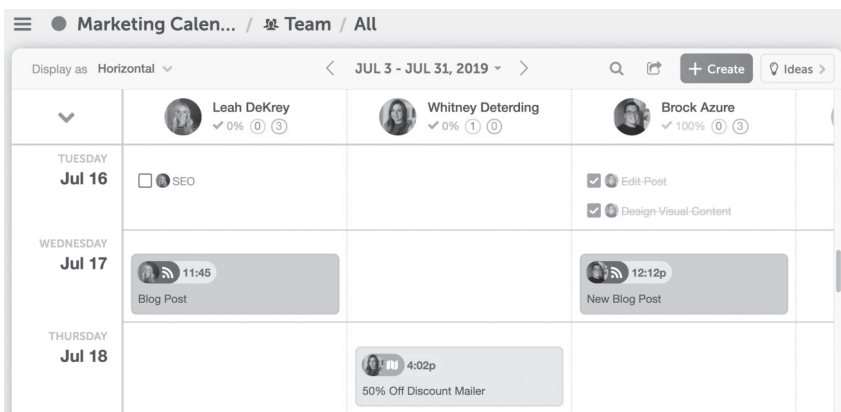 Marketing Calen... / Team / All
Display as Horizontal
JUL 3 - JUL 31, 2019
+ Create
Ideas >
Leah DeKrey
0% 0 3
Whitney Deterding
0% 1 0
Brock Azure
100% 0 3
TUESDAY
Jul 16
SEO
Edit Post
Design Visual Content
WEDNESDAY
Jul 17
11:45
Blog Post
12:12p
New Blog Post
THURSDAY
Jul 18
4:02p
50% Off Discount Mailer